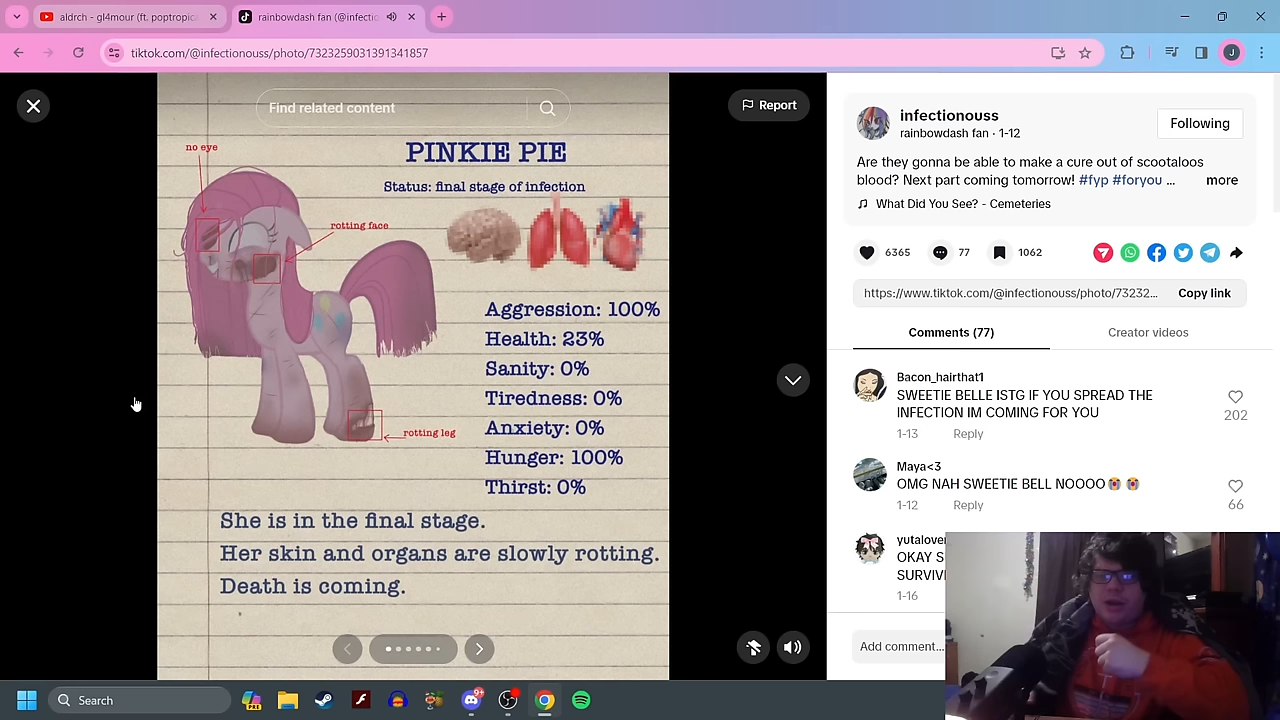 aldrch - gl4mour (ft. poptropic
rainbowdash fan (@infectio
tiktok.com/@infectionouss/photo/7323259031391341857
J
Find related content
Report
no eye
PINKIE PIE
Status: final stage of infection
rotting face
Aggression: 100%
Health: 23%
Sanity: 0%
Tiredness: 0%
Anxiety: 0%
Hunger: 100%
Thirst: 0%
rotting leg
She is in the final stage.
Her skin and organs are slowly rotting.
Death is coming.
infectionouss
rainbowdash fan · 1-12
Following
Are they gonna be able to make a cure out of scootaloos
blood? Next part coming tomorrow! #fyp #foryou ... more
What Did You See? - Cemeteries
6365
77
1062
https://www.tiktok.com/@infectionouss/photo/73232...
Copy link
Comments (77)
Creator videos
Bacon_hairthat1
SWEETIE BELLE ISTG IF YOU SPREAD THE
INFECTION IM COMING FOR YOU
202
1-13 Reply
Maya<3
OMG NAH SWEETIE BELL NOOOO😭 😭
66
1-12 Reply
yutalove
OKAY S
SURVIV
1-16
Add comment...
Search
PRE
9+